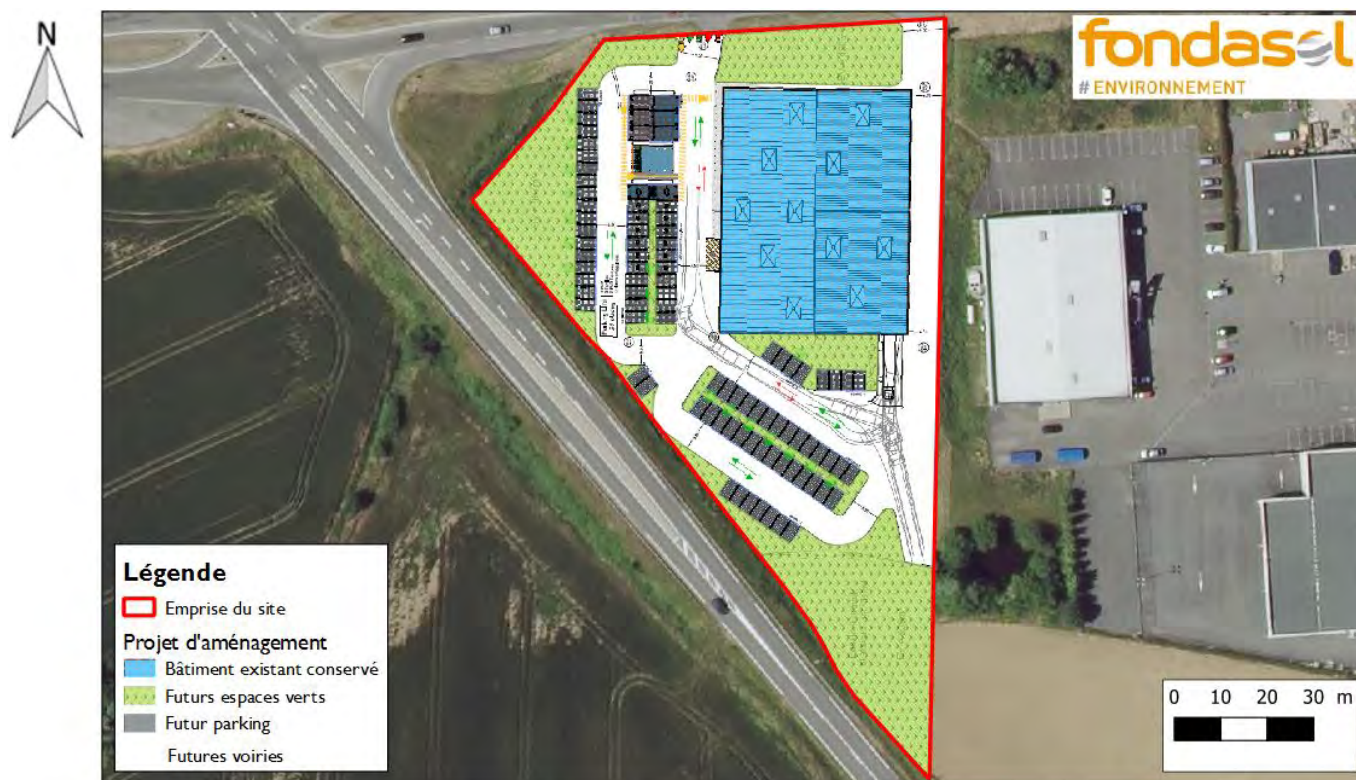 N
fondasol
# ENVIRONNEMENT
Légende
Emprise du site
Projet d'aménagement
Bâtiment existant conservé
Futurs espaces verts
Futur parking
Futures voiries
0 10 20 30 m